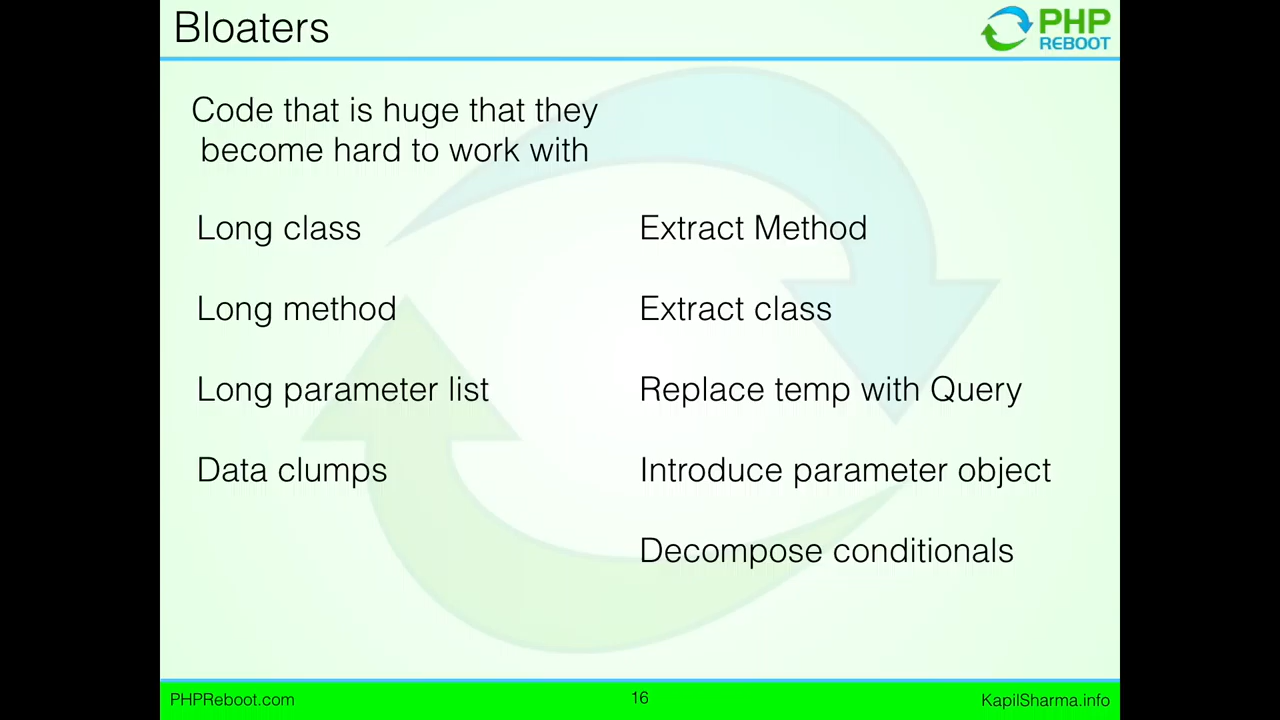 Bloaters
PHP
REBOOT
Code that is huge that they
become hard to work with
Long class
Long method
Long parameter list
Data clumps
Extract Method
Extract class
Replace temp with Query
Introduce parameter object
Decompose conditionals
PHPReboot.com
16
KapilSharma.info